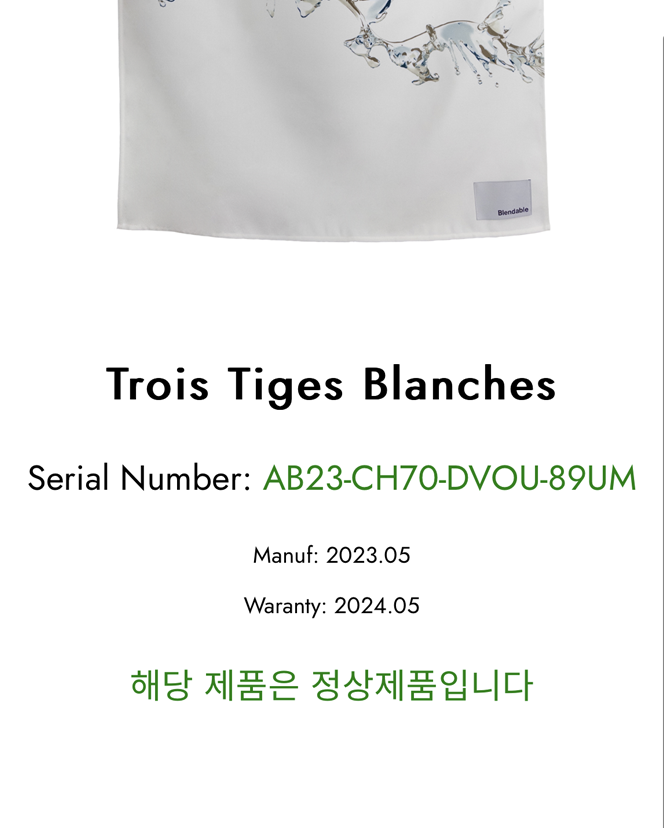 Blendable
Trois Tiges Blanches
Serial Number: AB23-CH70-DVOU-89UM
Manuf: 2023.05
Waranty: 2024.05
해당 제품은 정상제품입니다